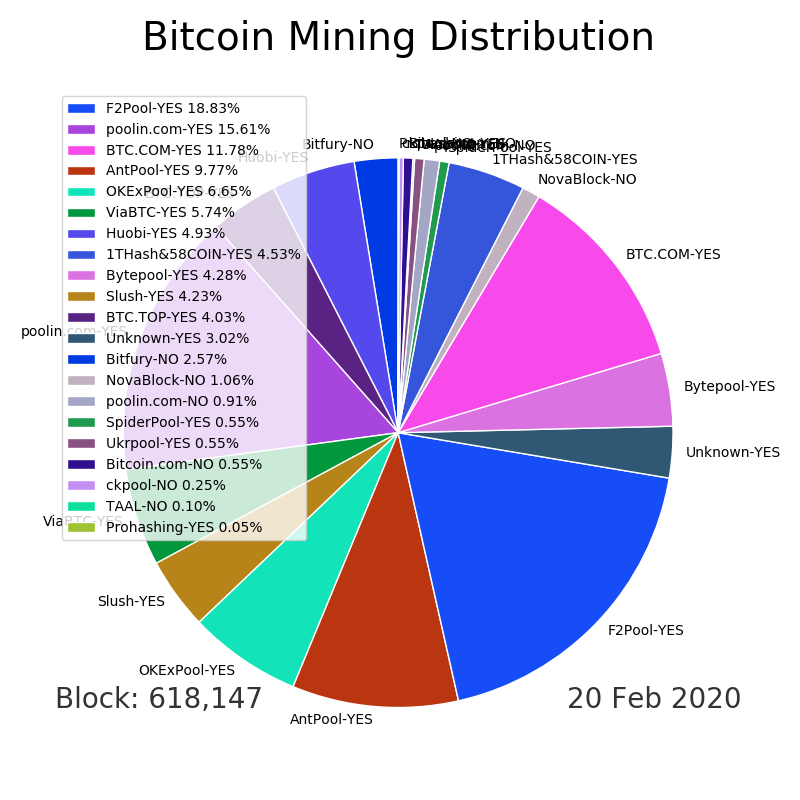 Bitcoin Mining Distribution
F2Pool-YES 18.83%
poolin.com-YES 15.61%
BTC.COM-YES 11.78%
AntPool-YES 9.77%
OKExPool-YES 6.65%
ViaBTC-YES 5.74%
Huobi-YES 4.93%
1THash&58COIN-YES 4.53%
Bytepool-YES 4.28%
Slush-YES 4.23%
BTC.TOP-YES 4.03%
Unknown-YES 3.02%
Bitfury-NO 2.57%
NovaBlock-NO 1.06%
poolin.com-NO 0.91%
SpiderPool-YES 0.55%
Ukrpool-YES 0.55%
Bitcoin.com-NO 0.55%
ckpool-NO 0.25%
TAAL-NO 0.10%
Prohashing-YES 0.05%
Bitfury-NO
Huobi-YES
SpiderPool-YES
1THash&58COIN-YES
NovaBlock-NO
BTC.COM-YES
poolin.com-YES
Bytepool-YES
Unknown-YES
ViaBTC-YES
Slush-YES
F2Pool-YES
OKExPool-YES
AntPool-YES
Block: 618,147
20 Feb 2020